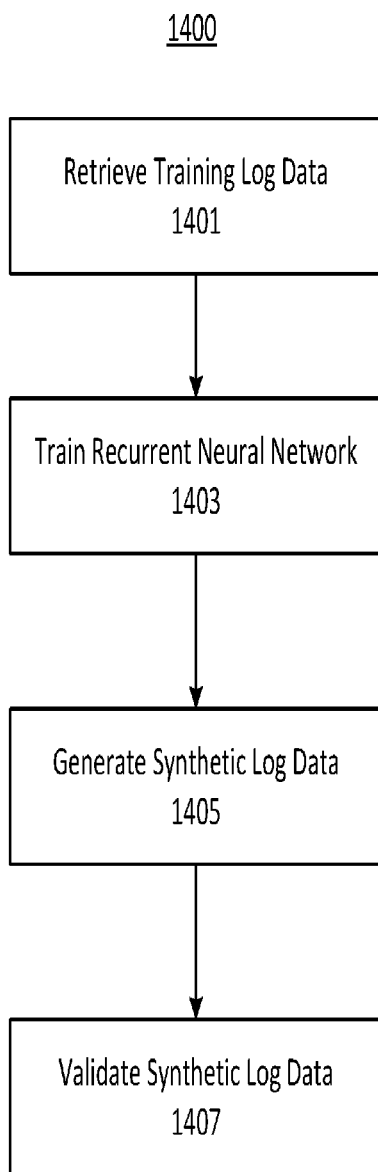 1400
Retrieve Training Log Data
1401
Train Recurrent Neural Network
1403
Generate Synthetic Log Data
1405
Validate Synthetic Log Data
1407